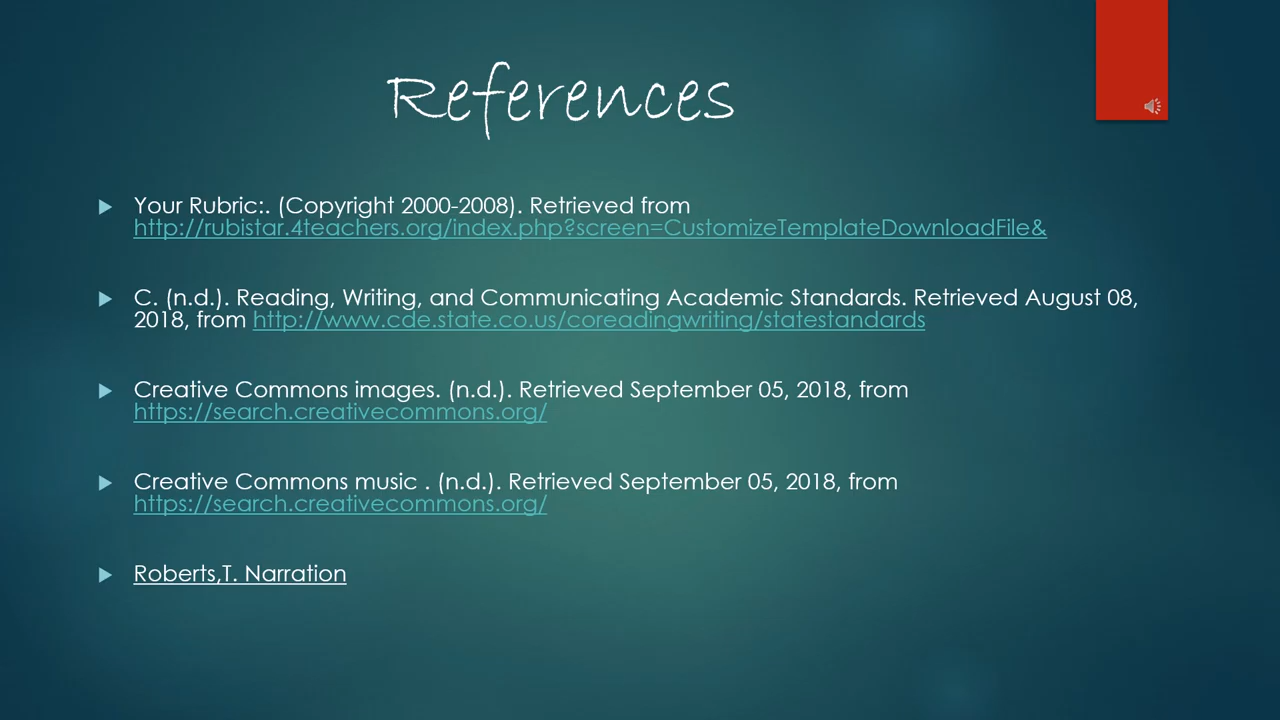 References
Your Rubric:. (Copyright 2000-2008). Retrieved from
http://rubistar.4teachers.org/index.php?screen=CustomizeTemplateDownloadFile&
C. (n.d.). Reading, Writing, and Communicating Academic Standards. Retrieved August 08,
2018, from http://www.cde.state.co.us/coreadingwriting/statestandards
Creative Commons images. (n.d.). Retrieved September 05, 2018, from
https://search.creativecommons.org/
Creative Commons music . (n.d.). Retrieved September 05, 2018, from
https://search.creativecommons.org/
Roberts,T. Narration